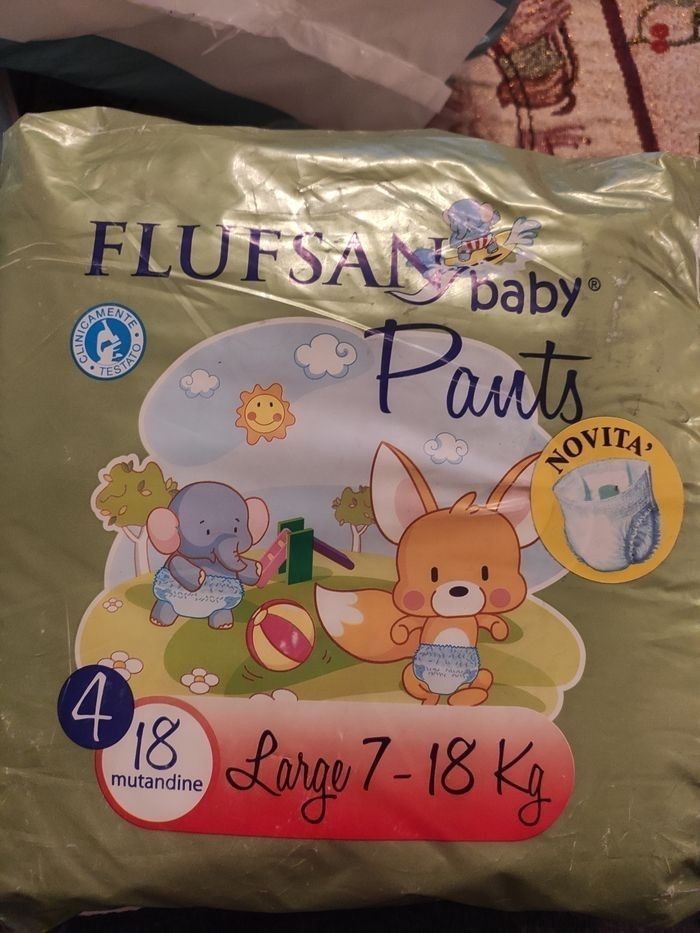 FLUFSAN
baby®
Pants
CLINICAMENTE
TESTATO
NOVITA'
4
18
mutandine
Large 7-18 Kg